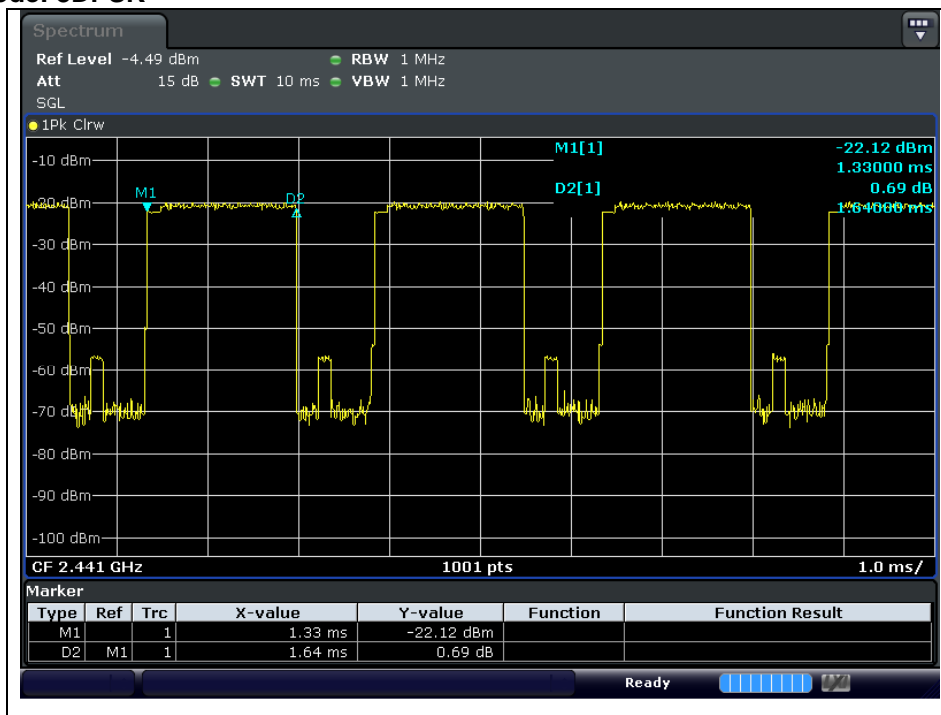 Spectrum
Ref Level -4.49 dBm RBW 1 MHz
Att 15 dB SWT 10 ms VBW 1 MHz
SGL
1Pk Clrw
M1[1] -22.12 dBm
1.33000 ms
D2[1] 0.69 dB
1.64000 ms
-10 dBm
M1
D2
-20 dBm
-30 dBm
-40 dBm
-50 dBm
-60 dBm
-70 dBm
-80 dBm
-90 dBm
-100 dBm
CF 2.441 GHz 1001 pts 1.0 ms/
Marker
Type Ref Trc X-value Y-value Function Function Result
M1 1 1.33 ms -22.12 dBm
D2 M1 1 1.64 ms 0.69 dB
Ready